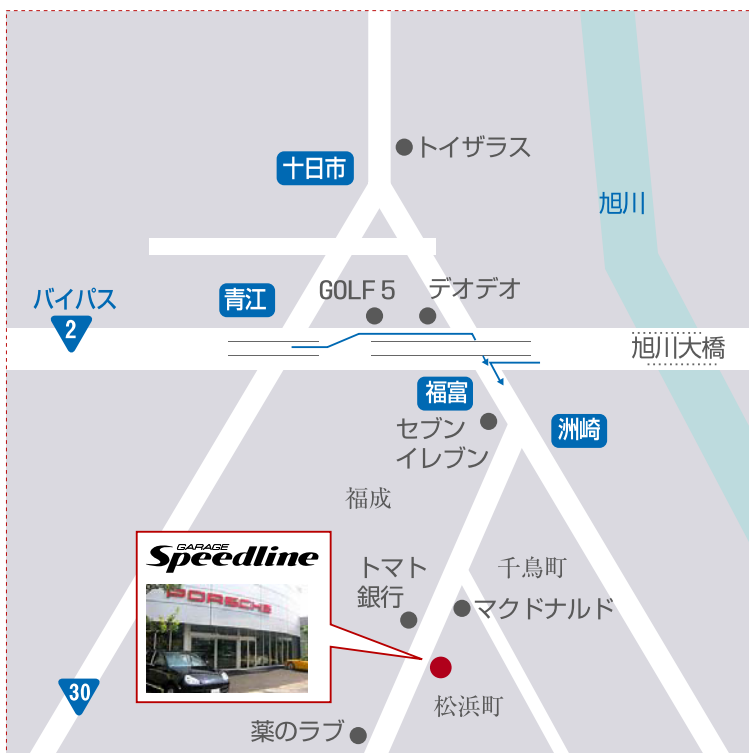 トイザラス
十日市
旭川
バイパス
2
青江
GOLF 5
デオデオ
旭川大橋
福富
洲崎
セブン
イレブン
福成
GARAGE
Speedline
PORSCHE
トマト
銀行
千鳥町
マクドナルド
30
松浜町
薬のラブ